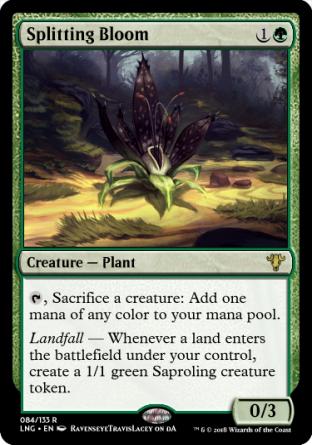 Splitting Bloom 1
Creature — Plant
, Sacrifice a creature: Add one
mana of any color to your mana pool.
Landfall — Whenever a land enters
the battlefield under your control,
create a 1/1 green Saproling creature
token.
0/3
084/133 R
LNG • EN RAVENSEYETRAVISLACEY ON DA
™ & © 2018 Wizards of the Coast